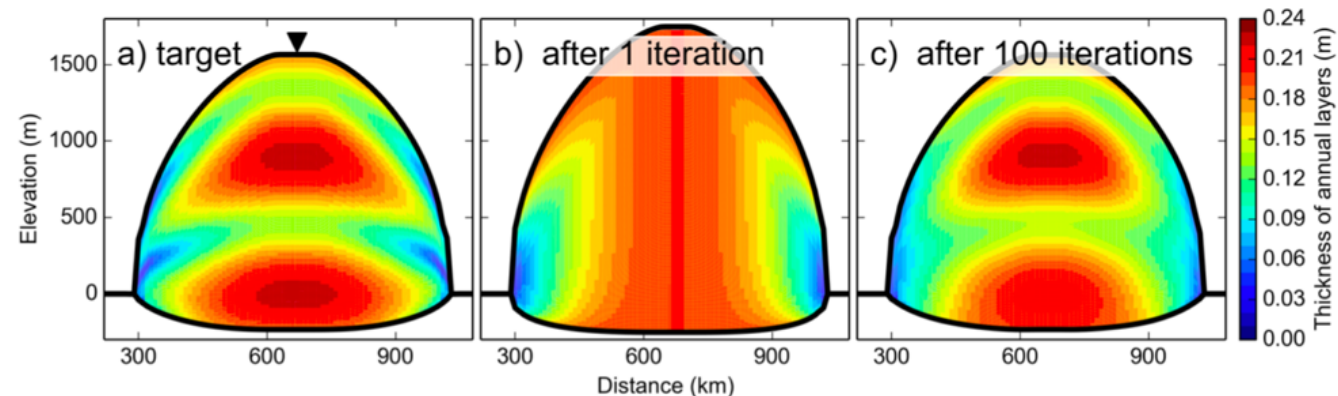 a) target
b) after 1 iteration
c) after 100 iterations
Elevation (m)
1500
1000
500
0
300 600 900
300 600 900
300 600 900
Distance (km)
0.24
0.21
0.18
0.15
0.12
0.09
0.06
0.03
0.00
Thickness of annual layers (m)